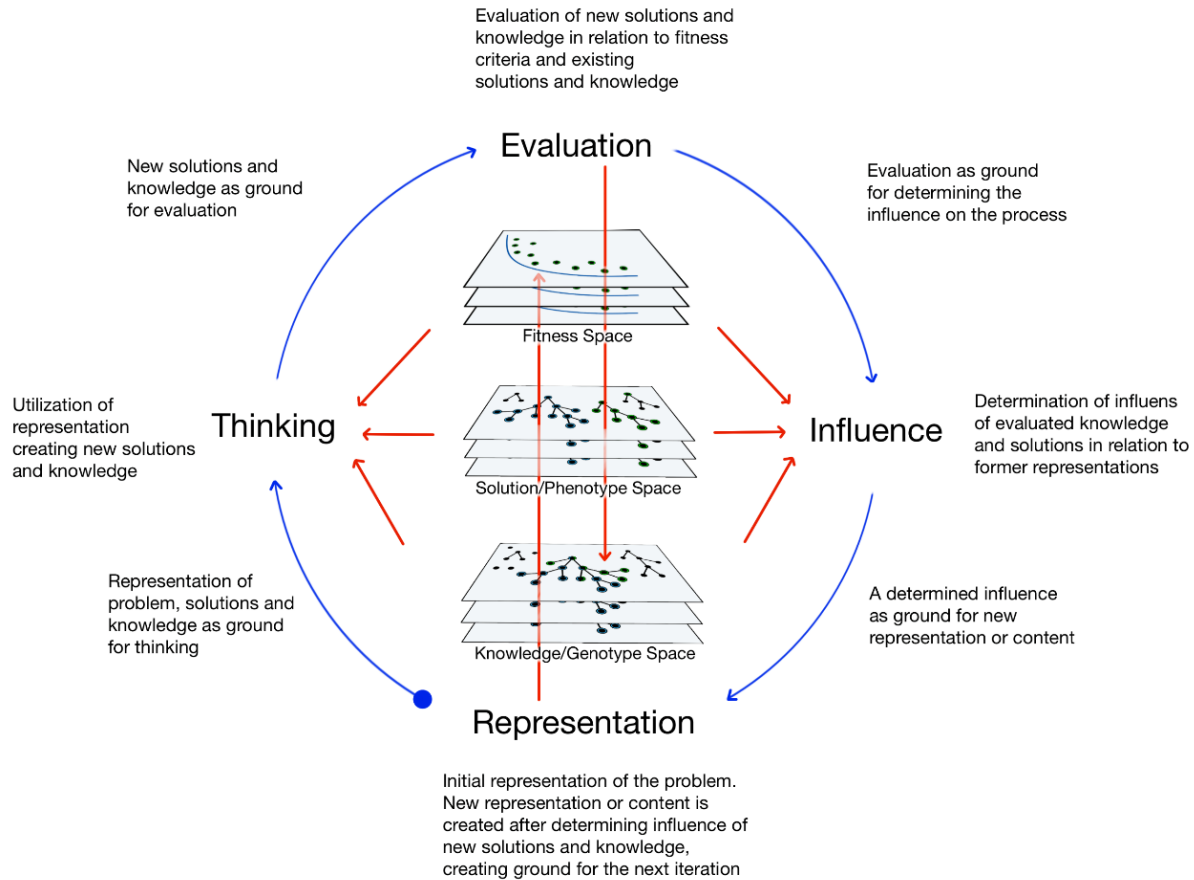 Evaluation of new solutions and
knowledge in relation to fitness
criteria and existing
solutions and knowledge
Evaluation
New solutions and
knowledge as ground
for evaluation
Evaluation as ground
for determining the
influence on the process
Fitness Space
Utilization of
representation
creating new solutions
and knowledge
Thinking
Solution/Phenotype Space
Influence
Determination of influens
of evaluated knowledge
and solutions in relation to
former representations
Representation of
problem, solutions and
knowledge as ground
for thinking
Knowledge/Genotype Space
A determined influence
as ground for new
representation or content
Representation
Initial representation of the problem.
New representation or content is
created after determining influence of
new solutions and knowledge,
creating ground for the next iteration